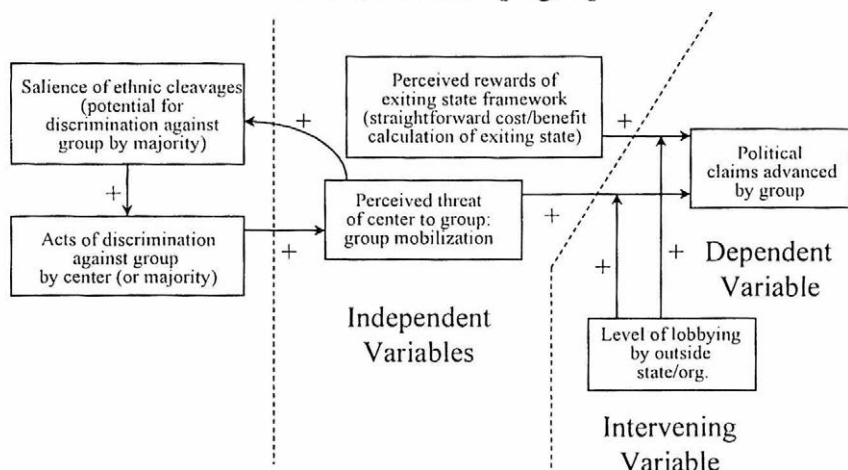 Salience of ethnic cleavages
(potential for
discrimination against
group by majority)
+
Acts of discrimination
against group
by center (or majority)
+
+
Perceived rewards of
exiting state framework
(straightforward cost/benefit
calculation of exiting state)
+
Perceived threat
of center to group:
group mobilization
+
Political
claims advanced
by group
+
+
Dependent
Variable
Independent
Variables
Level of lobbying
by outside
state/org.
Intervening
Variable